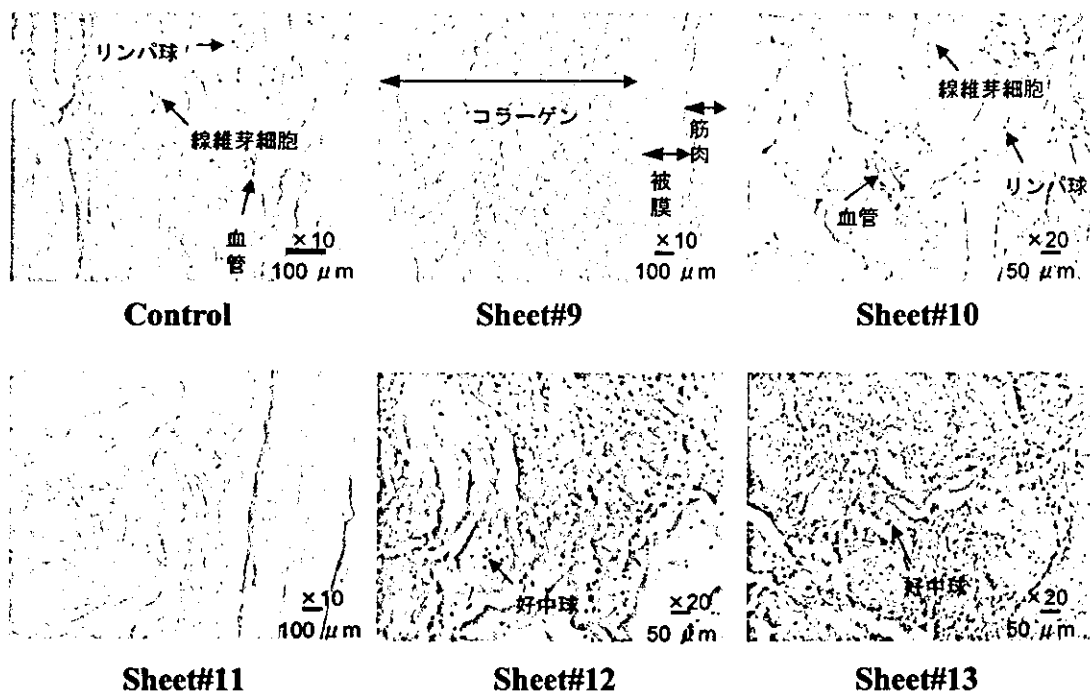 リンパ球
線維芽細胞
血管
×10
100 μm
Control
コラーゲン
筋肉
被膜
×10
100 μm
Sheet#9
線維芽細胞
リンパ球
血管
×20
50 μm
Sheet#10
×10
100 μm
Sheet#11
好中球
×20
50 μm
Sheet#12
好中球
×20
50 μm
Sheet#13